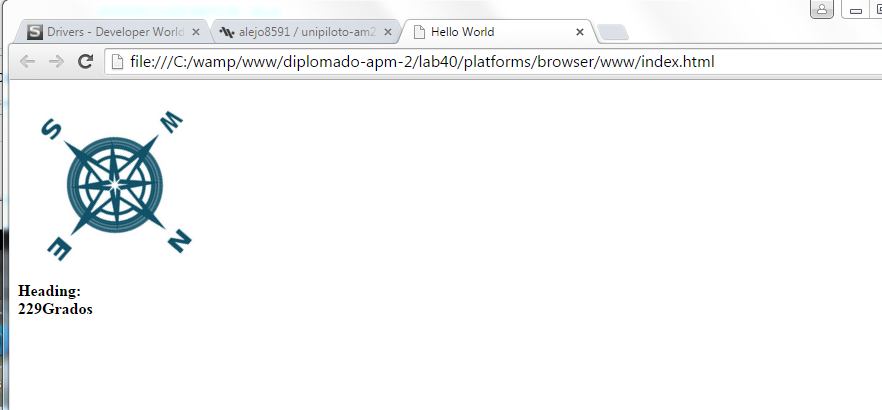 Drivers - Developer World
alejo8591 / unipiloto-am2
Hello World
file:///C:/wamp/www/diplomado-apm-2/lab40/platforms/browser/www/index.html
S W
E N
Heading:
229Grados